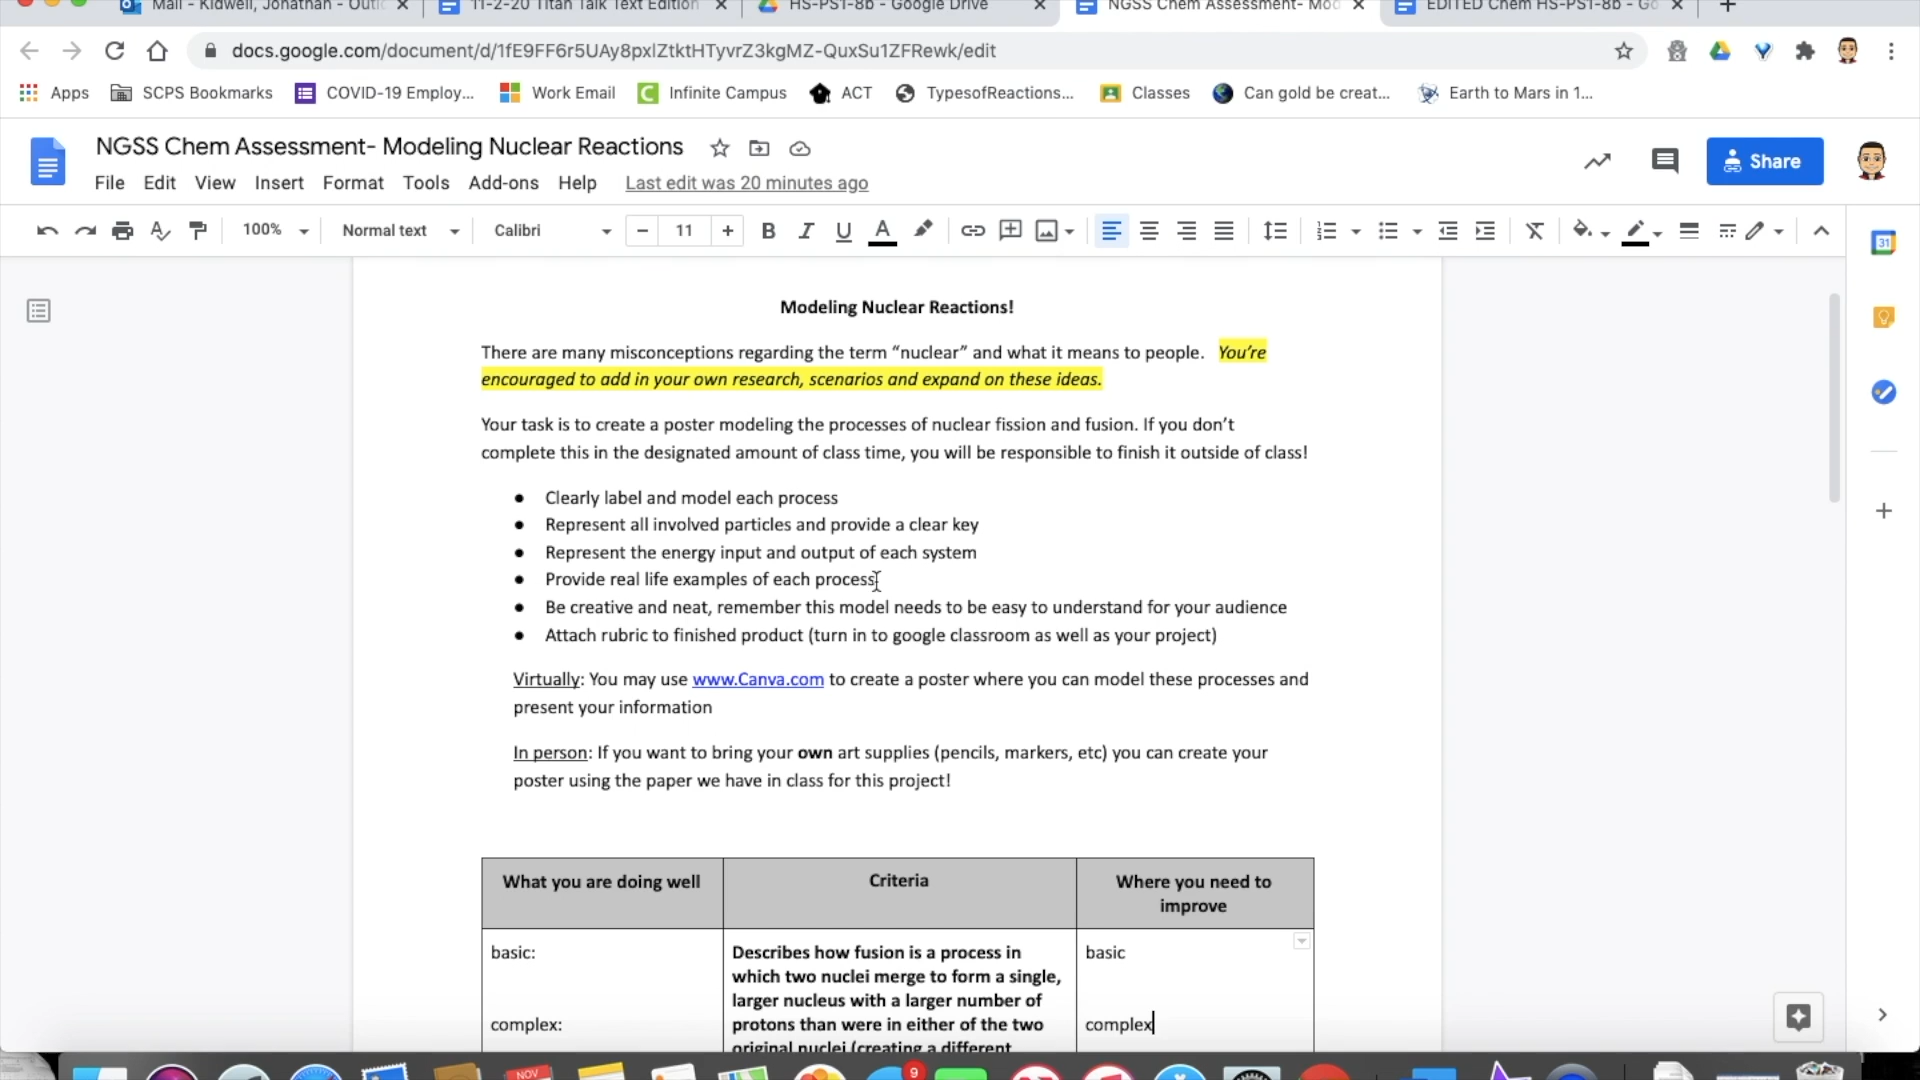 Mail - Kidwell, Jonathan - Outl
11-2-20 Titan Talk Text Edition
HS-PS1-8b - Google Drive
NGSS Chem Assessment- Mod
EDITED Chem HS-PS1-8b - Go
docs.google.com/document/d/1fE9FF6r5UAy8pxlZtktHTyvrZ3kgMZ-QuxSu1ZFRewk/edit
Apps SCPS Bookmarks COVID-19 Employ... Work Email Infinite Campus ACT TypesofReactions... Classes Can gold be creat... Earth to Mars in 1...
NGSS Chem Assessment- Modeling Nuclear Reactions
Share
File Edit View Insert Format Tools Add-ons Help Last edit was 20 minutes ago
100% Normal text Calibri 11 B I U A
31
Modeling Nuclear Reactions!
There are many misconceptions regarding the term “nuclear” and what it means to people. You’re
encouraged to add in your own research, scenarios and expand on these ideas.
Your task is to create a poster modeling the processes of nuclear fission and fusion. If you don’t
complete this in the designated amount of class time, you will be responsible to finish it outside of class!
● Clearly label and model each process
● Represent all involved particles and provide a clear key
● Represent the energy input and output of each system
● Provide real life examples of each process
● Be creative and neat, remember this model needs to be easy to understand for your audience
● Attach rubric to finished product (turn in to google classroom as well as your project)
Virtually: You may use www.Canva.com to create a poster where you can model these processes and
present your information
In person: If you want to bring your own art supplies (pencils, markers, etc) you can create your
poster using the paper we have in class for this project!
What you are doing well
Criteria
Where you need to
improve
basic:
complex:
Describes how fusion is a process in
which two nuclei merge to form a single,
larger nucleus with a larger number of
protons than were in either of the two
original nuclei (creating a different
basic
complex
NOV
9